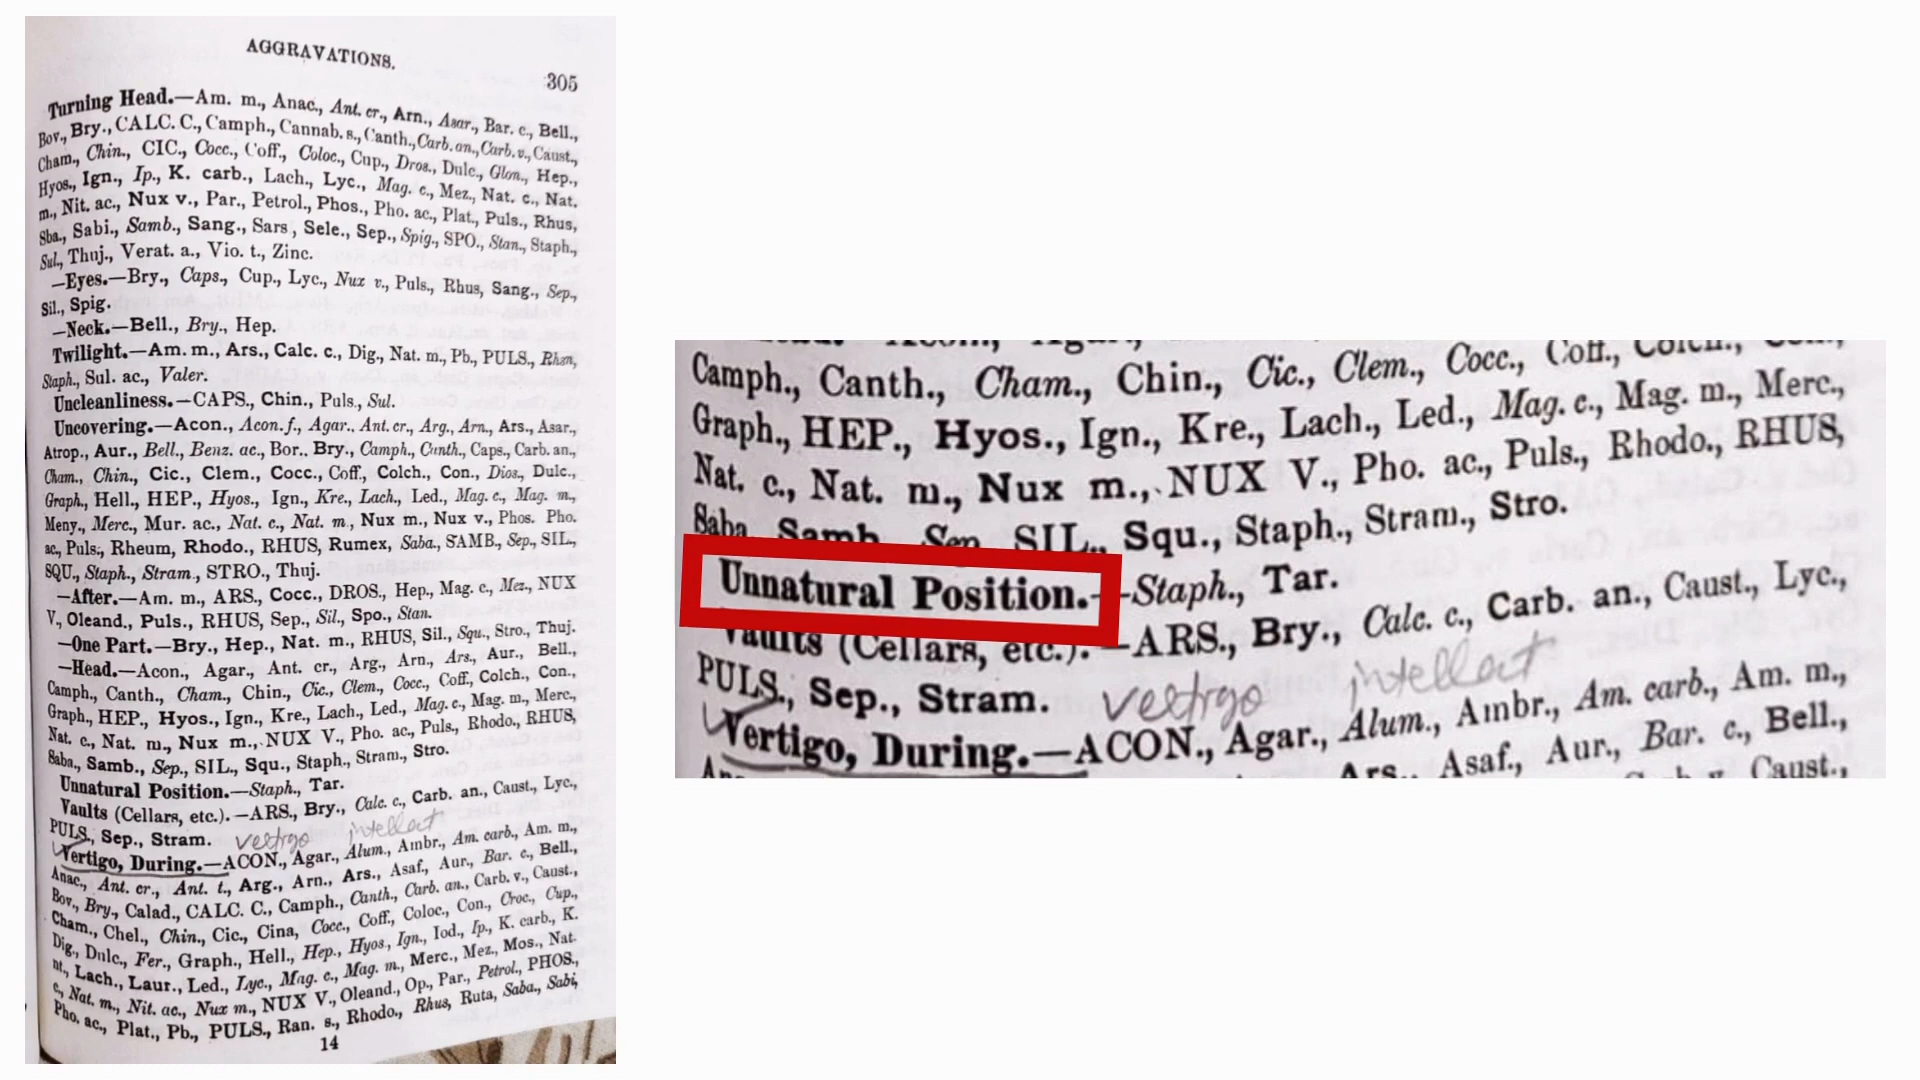 AGGRAVATIONS.
305
Turning Head.—Am. m., Anac., Ant. cr., Arn., Asar., Bar. c., Bell.,
Bov., Bry., CALC. C., Camph., Cannab. s., Canth., Carb. an., Carb. v., Caust.,
Cham., Chin., CIC., Cocc., Coff., Coloc., Cup., Dros., Dulc., Glon., Hep.,
Hyos., Ign., Ip., K. carb., Lach., Lyc., Mag. c., Mez., Nat. c., Nat.
m., Nit. ac., Nux v., Par., Petrol., Phos., Pho. ac., Plat., Puls., Rhus,
Sba., Sabi., Samb., Sang., Sars., Sele., Sep., Spig., SPO., Stan., Staph.,
Sul., Thuj., Verat. a., Vio. t., Zinc.
—Eyes.—Bry., Caps., Cup., Lyc., Nux v., Puls., Rhus, Sang., Sep.,
Sil., Spig.
—Neck.—Bell., Bry., Hep.
Twilight.—Am. m., Ars., Calc. c., Dig., Nat. m., Pb., PULS., Rhan,
Staph., Sul. ac., Valer.
Uncleanliness.—CAPS., Chin., Puls., Sul.
Uncovering.—Acon., Acon. f., Agar., Ant. cr., Arg., Arn., Ars., Asar.,
Atrop., Aur., Bell., Benz. ac., Bor.. Bry., Camph., Canth., Caps., Carb. an.,
Cham., Chin., Cic., Clem., Cocc., Coff., Colch., Con., Dios., Dulc.,
Graph., Hell., HEP., Hyos., Ign., Kre., Lach., Led., Mag. c., Mag. m.,
Meny., Merc., Mur. ac., Nat. c., Nat. m., Nux m., Nux v., Phos. Pho.
ac., Puls., Rheum, Rhodo., RHUS, Rumex, Saba., SAMB., Sep., SIL.,
SQU., Staph., Stram., STRO., Thuj.
—After.—Am. m., ARS., Cocc., DROS., Hep., Mag. c., Mez., NUX
V., Oleand., Puls., RHUS, Sep., Sil., Spo., Stan.
—One Part.—Bry., Hep., Nat. m., RHUS, Sil., Squ., Stro., Thuj.
—Head.—Acon., Agar., Ant. cr., Arg., Arn., Ars., Aur., Bell.,
Camph., Canth., Cham., Chin., Cic., Clem., Cocc., Coff., Colch., Con.,
Graph., HEP., Hyos., Ign., Kre., Lach., Led., Mag. c., Mag. m., Merc.,
Nat. c., Nat. m., Nux m., NUX V., Pho. ac., Puls., Rhodo., RHUS,
Saba., Samb., Sep., SIL., Squ., Staph., Stram., Stro.
Unnatural Position.—Staph., Tar.
Vaults (Cellars, etc.).—ARS., Bry., Calc. c., Carb. an., Caust., Lyc.,
PULS., Sep., Stram. vertigo intellect
Vertigo, During.—ACON., Agar., Alum., Ambr., Am. carb., Am. m.,
Anac., Ant. cr., Ant. t., Arg., Arn., Ars., Asaf., Aur., Bar. c., Bell.,
Bov., Bry., Calad., CALC. C., Camph., Canth., Carb. an., Carb. v., Caust.,
Cham., Chel., Chin., Cic., Cina, Cocc., Coff., Coloc., Con., Croc., Cup.,
Dig., Dulc., Fer., Graph., Hell., Hep., Hyos., Ign., Iod., Ip., K. carb., K.
nt., Lach., Laur., Led., Lyc., Mag. c., Mag. m., Merc., Mez., Mos., Nat.
c., Nat. m., Nit. ac., Nux m., NUX V., Oleand., Op., Par., Petrol., PHOS.,
Pho. ac., Plat., Pb., PULS., Ran. s., Rhodo., Rhus, Ruta, Saba., Sabi,
14
Camph., Canth., Cham., Chin., Cic., Clem., Cocc., Coff., Colch.,
Graph., HEP., Hyos., Ign., Kre., Lach., Led., Mag. c., Mag. m., Merc.,
Nat. c., Nat. m., Nux m., NUX V., Pho. ac., Puls., Rhodo., RHUS,
Saba. Samb. Sep. SIL., Squ., Staph., Stram., Stro.
Unnatural Position.—Staph., Tar.
Vaults (Cellars, etc.).—ARS., Bry., Calc. c., Carb. an., Caust., Lyc.,
PULS., Sep., Stram. vertigo intellect
Vertigo, During.—ACON., Agar., Alum., Ambr., Am. carb., Am. m.,
Ars., Asaf., Aur., Bar. c., Bell.,
Caust.,